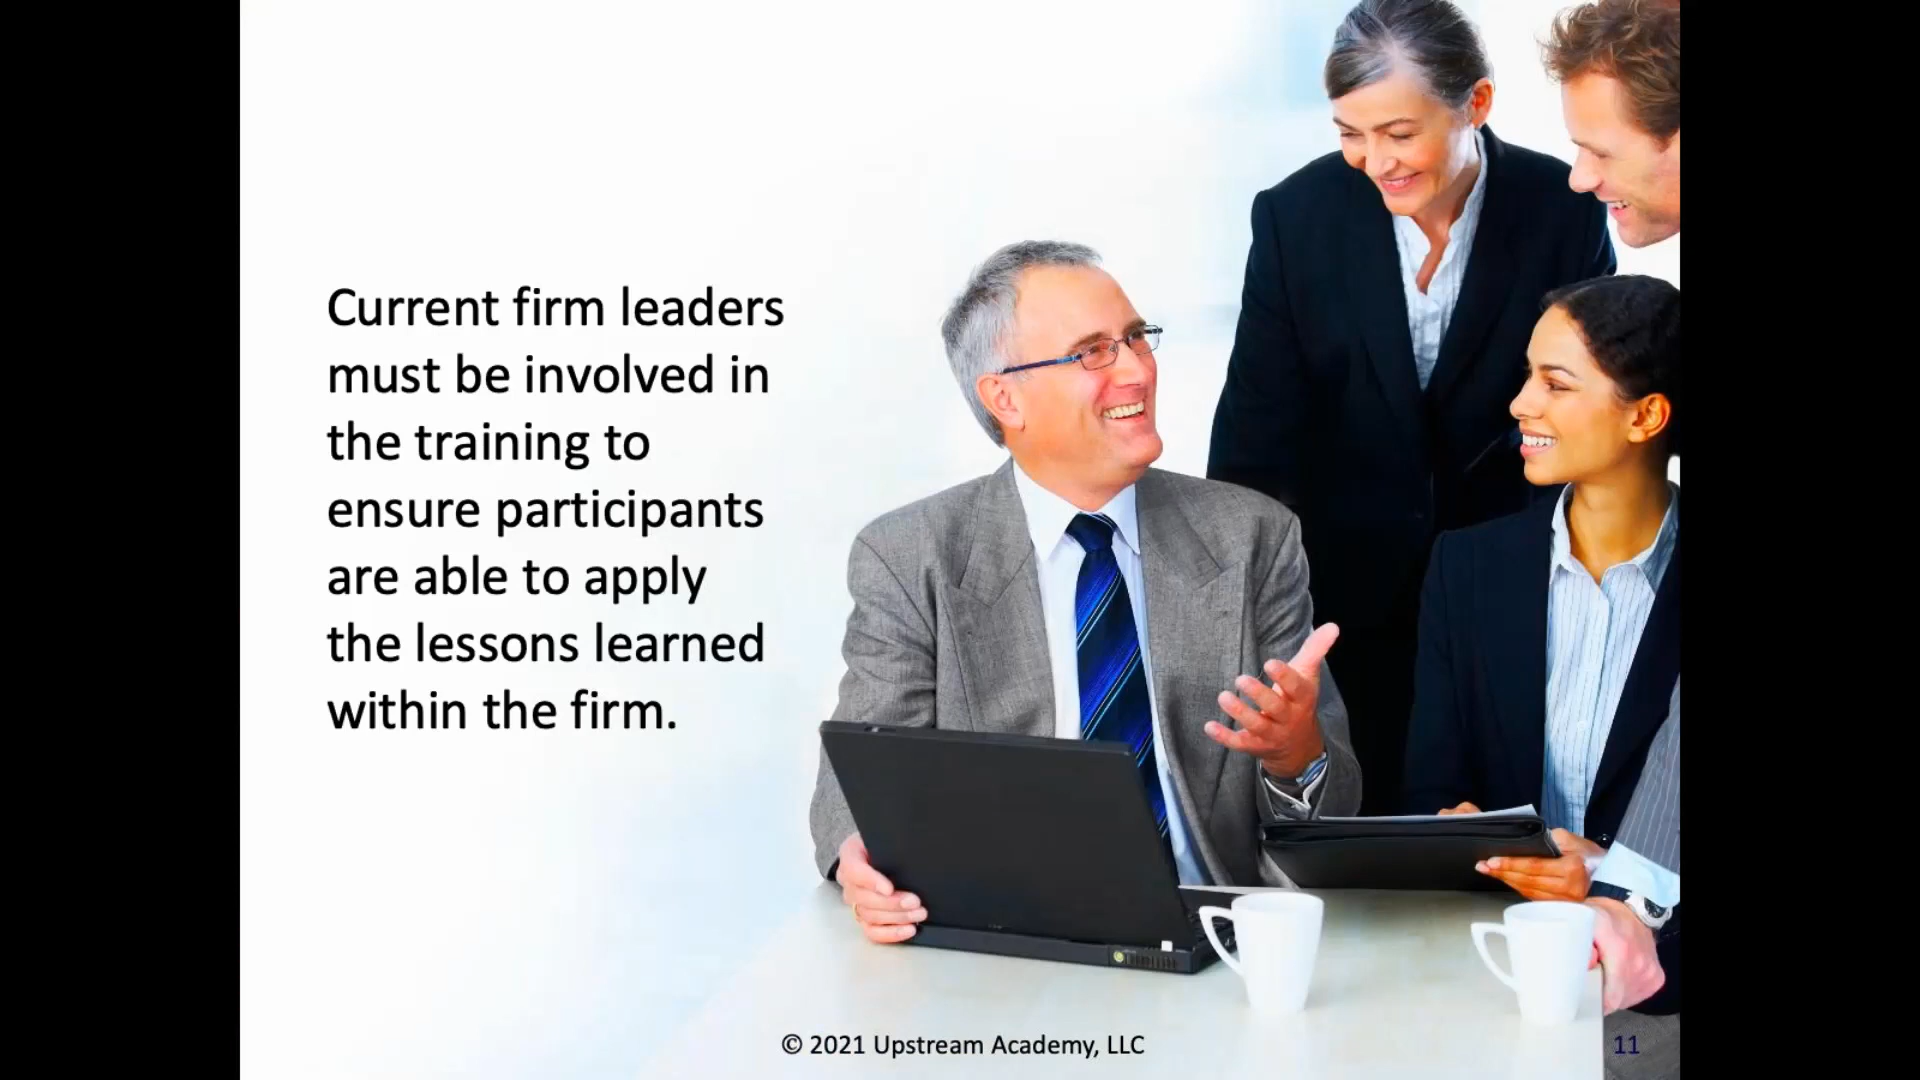 Current firm leaders
must be involved in
the training to
ensure participants
are able to apply
the lessons learned
within the firm.
© 2021 Upstream Academy, LLC
11